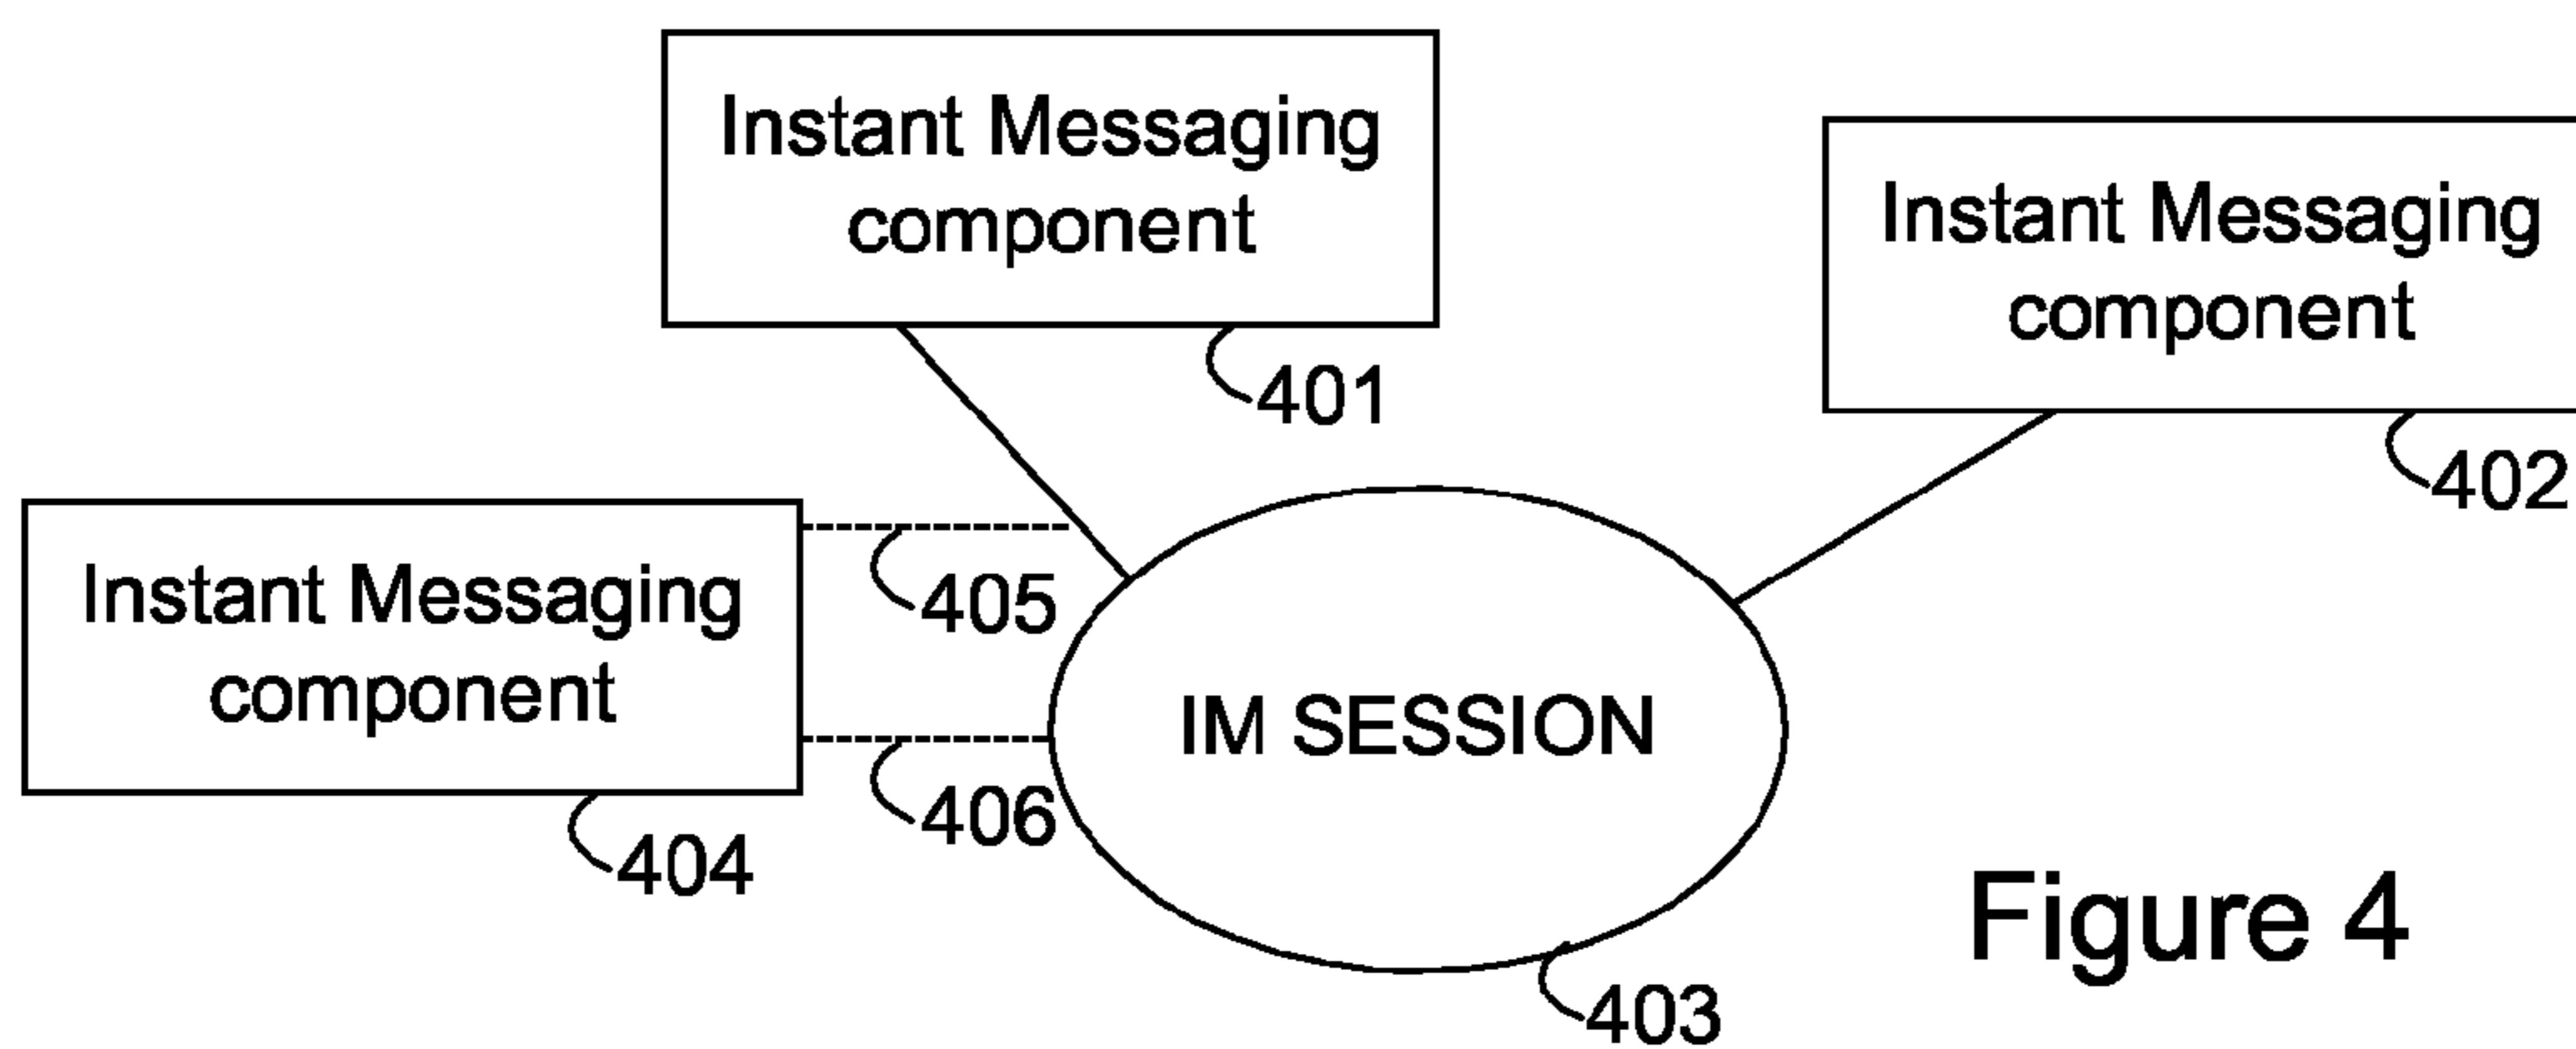 Instant Messaging
component
401
Instant Messaging
component
402
Instant Messaging
component
404
405
406
IM SESSION
403
Figure 4